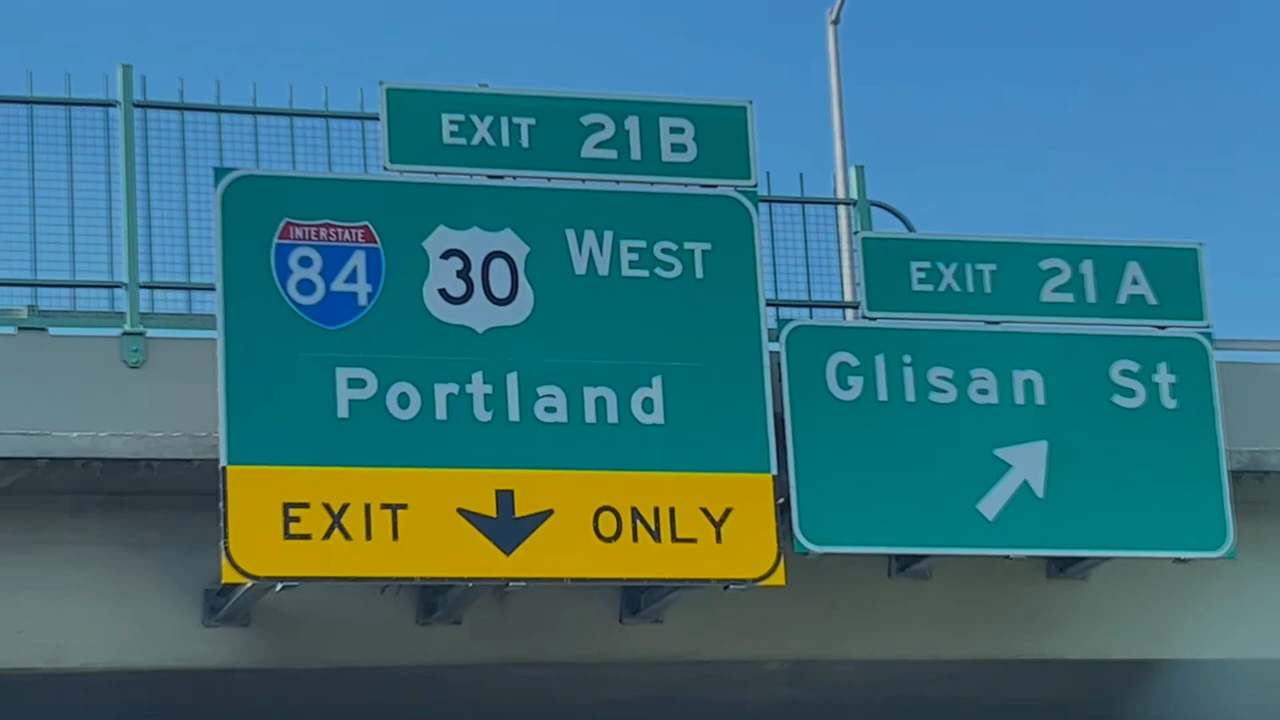 EXIT 21B
INTERSTATE
84
30
WEST
Portland
EXIT ONLY
EXIT 21A
Glisan St